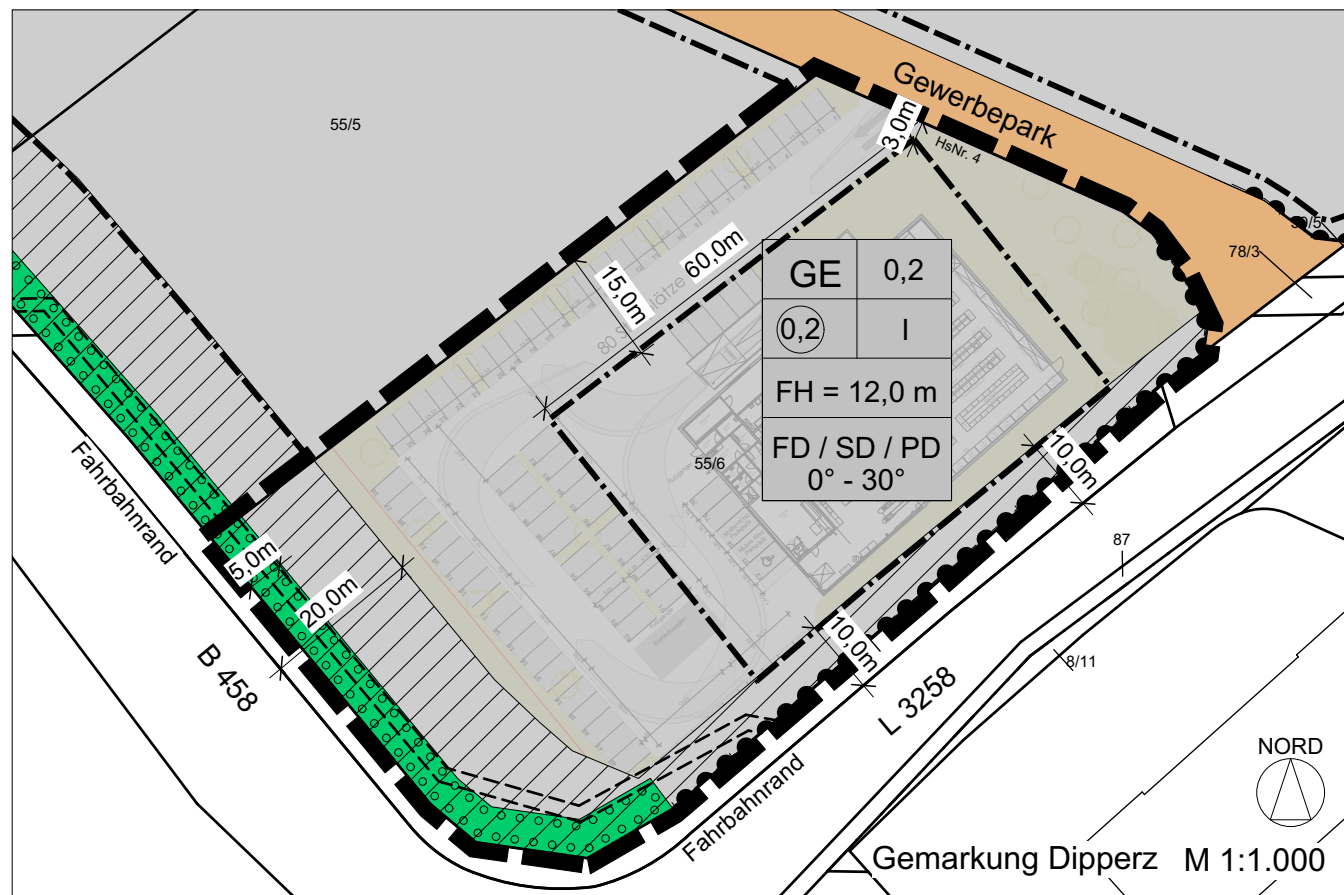 Gewerbepark
3,0m
HsNr. 4
55/5
78/3
60,0m
15,0m
GE
0,2
0,2
I
FH = 12,0 m
FD / SD / PD
0° - 30°
55/6
10,0m
10,0m
Fahrbahnrand
5,0m
20,0m
B 458
L 3258
Fahrbahnrand
87
8/11
NORD
Gemarkung Dipperz M 1:1.000